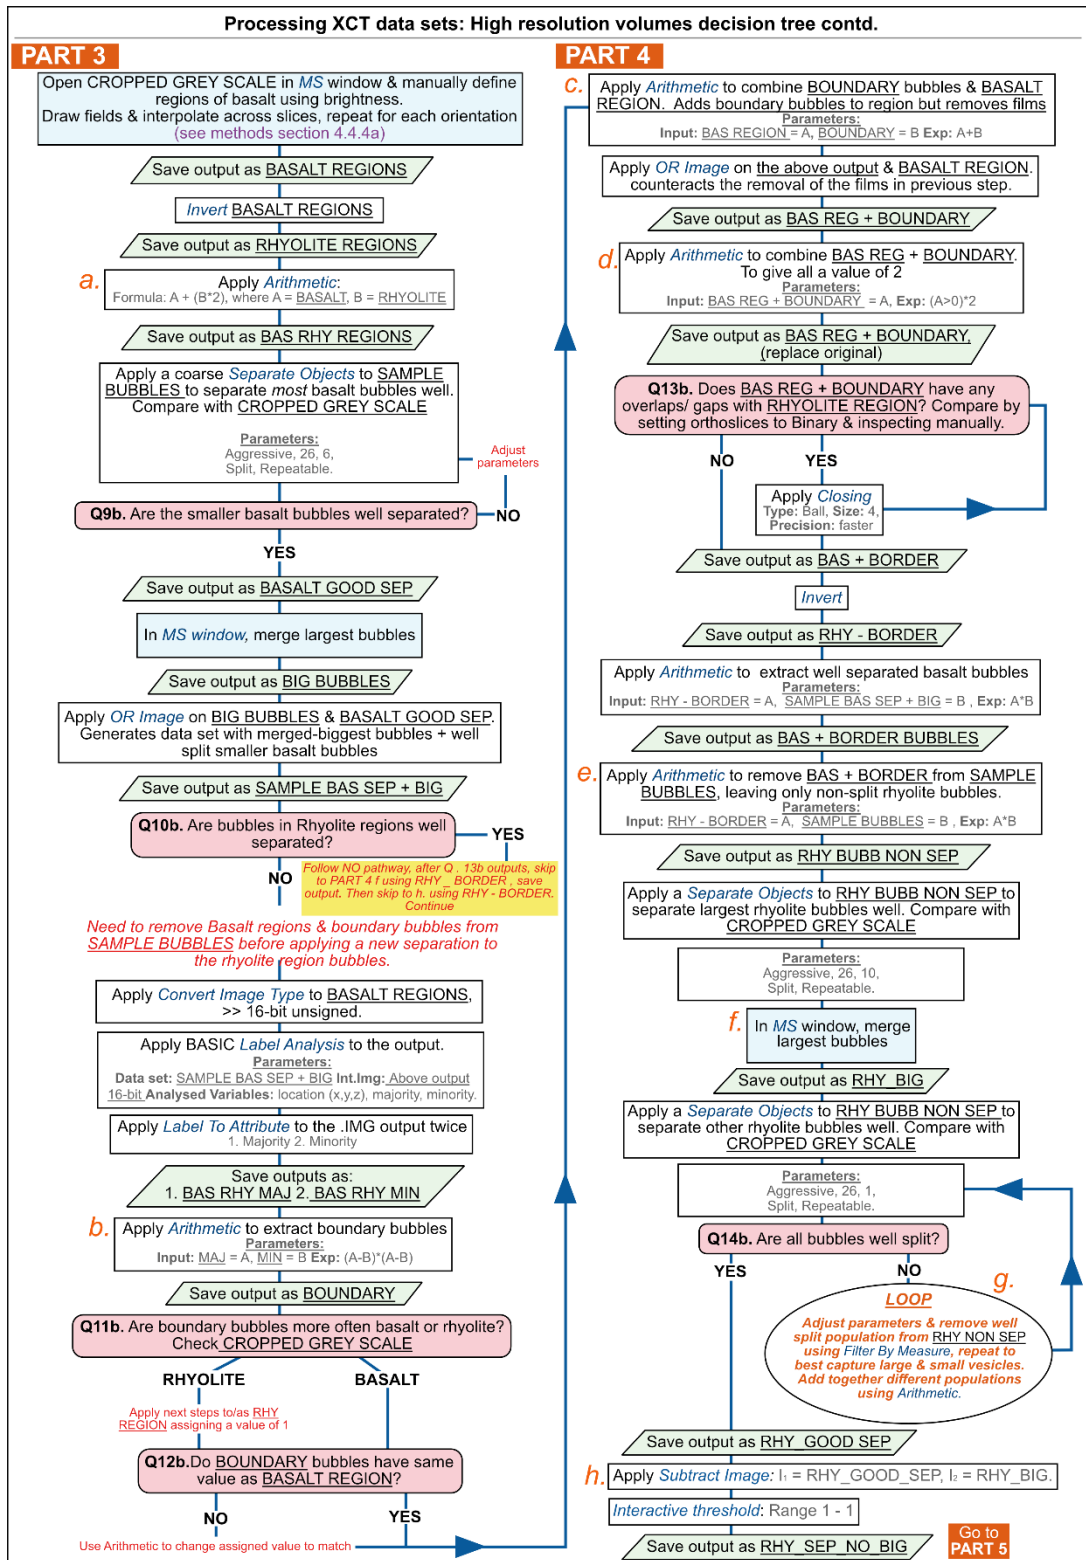 Processing XCT data sets: High resolution volumes decision tree contd.
PART 3
Open CROPPED GREY SCALE in MS window & manually define
regions of basalt using brightness.
Draw fields & interpolate across slices, repeat for each orientation
(see methods section 4.4.4a)
Save output as BASALT REGIONS
Invert BASALT REGIONS
Save output as RHYOLITE REGIONS
a.
Apply Arithmetic:
Formula: A + (B*2), where A = BASALT, B = RHYOLITE
Save output as BAS RHY REGIONS
Apply a coarse Separate Objects to SAMPLE
BUBBLES to separate most basalt bubbles well.
Compare with CROPPED GREY SCALE
Parameters:
Aggressive, 26, 6,
Split, Repeatable.
Adjust
parameters
Q9b. Are the smaller basalt bubbles well separated?
NO
YES
Save output as BASALT GOOD SEP
In MS window, merge largest bubbles
Save output as BIG BUBBLES
Apply OR Image on BIG BUBBLES & BASALT GOOD SEP.
Generates data set with merged-biggest bubbles + well
split smaller basalt bubbles
Save output as SAMPLE BAS SEP + BIG
Q10b. Are bubbles in Rhyolite regions well
separated?
YES
NO
Follow NO pathway, after Q . 13b outputs, skip
to PART 4 f using RHY _ BORDER , save
output. Then skip to h. using RHY - BORDER.
Continue
Need to remove Basalt regions & boundary bubbles from
SAMPLE BUBBLES before applying a new separation to
the rhyolite region bubbles.
Apply Convert Image Type to BASALT REGIONS,
>> 16-bit unsigned.
Apply BASIC Label Analysis to the output.
Parameters:
Data set: SAMPLE BAS SEP + BIG Int.Img: Above output
16-bit Analysed Variables: location (x,y,z), majority, minority.
Apply Label To Attribute to the .IMG output twice
1. Majority 2. Minority
Save outputs as:
1. BAS RHY MAJ 2. BAS RHY MIN
b.
Apply Arithmetic to extract boundary bubbles
Parameters:
Input: MAJ = A, MIN = B Exp: (A-B)*(A-B)
Save output as BOUNDARY
Q11b. Are boundary bubbles more often basalt or rhyolite?
Check CROPPED GREY SCALE
RHYOLITE
BASALT
Apply next steps to/as RHY
REGION assigning a value of 1
Q12b.Do BOUNDARY bubbles have same
value as BASALT REGION?
NO
YES
Use Arithmetic to change assigned value to match
PART 4
c.
Apply Arithmetic to combine BOUNDARY bubbles & BASALT
REGION. Adds boundary bubbles to region but removes films
Parameters:
Input: BAS REGION = A, BOUNDARY = B Exp: A+B
Apply OR Image on the above output & BASALT REGION.
counteracts the removal of the films in previous step.
Save output as BAS REG + BOUNDARY
d.
Apply Arithmetic to combine BAS REG + BOUNDARY.
To give all a value of 2
Parameters:
Input: BAS REG + BOUNDARY = A, Exp: (A>0)*2
Save output as BAS REG + BOUNDARY,
(replace original)
Q13b. Does BAS REG + BOUNDARY have any
overlaps/ gaps with RHYOLITE REGION? Compare by
setting orthoslices to Binary & inspecting manually.
NO
YES
Apply Closing
Type: Ball, Size: 4,
Precision: faster
Save output as BAS + BORDER
Invert
Save output as RHY - BORDER
Apply Arithmetic to extract well separated basalt bubbles
Parameters:
Input: RHY - BORDER = A, SAMPLE BAS SEP + BIG = B , Exp: A*B
Save output as BAS + BORDER BUBBLES
e.
Apply Arithmetic to remove BAS + BORDER from SAMPLE
BUBBLES, leaving only non-split rhyolite bubbles.
Parameters:
Input: RHY - BORDER = A, SAMPLE BUBBLES = B , Exp: A*B
Save output as RHY BUBB NON SEP
Apply a Separate Objects to RHY BUBB NON SEP to
separate largest rhyolite bubbles well. Compare with
CROPPED GREY SCALE
Parameters:
Aggressive, 26, 10,
Split, Repeatable.
f.
In MS window, merge
largest bubbles
Save output as RHY_BIG
Apply a Separate Objects to RHY BUBB NON SEP to
separate other rhyolite bubbles well. Compare with
CROPPED GREY SCALE
Parameters:
Aggressive, 26, 1,
Split, Repeatable.
Q14b. Are all bubbles well split?
YES
NO
g.
LOOP
Adjust parameters & remove well
split population from RHY NON SEP
using Filter By Measure, repeat to
best capture large & small vesicles.
Add together different populations
using Arithmetic.
Save output as RHY_GOOD SEP
h.
Apply Subtract Image: I₁ = RHY_GOOD_SEP, I₂ = RHY_BIG.
Interactive threshold: Range 1 - 1
Save output as RHY_SEP_NO_BIG
Go to
PART 5